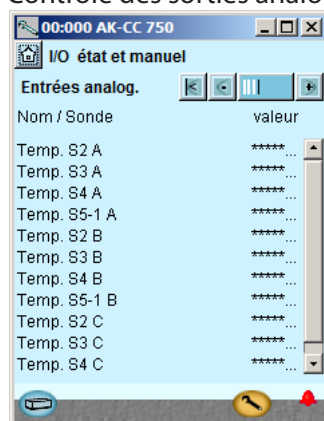 Contrôle des sorties analo
00:000 AK-CC 750
I/O état et manuel
Entrées analog.
Nom / Sonde valeur
Temp. S2 A *****...
Temp. S3 A *****...
Temp. S4 A *****...
Temp. S5-1 A *****...
Temp. S2 B *****...
Temp. S3 B *****...
Temp. S4 B *****...
Temp. S5-1 B *****...
Temp. S2 C *****...
Temp. S3 C *****...
Temp. S4 C *****...